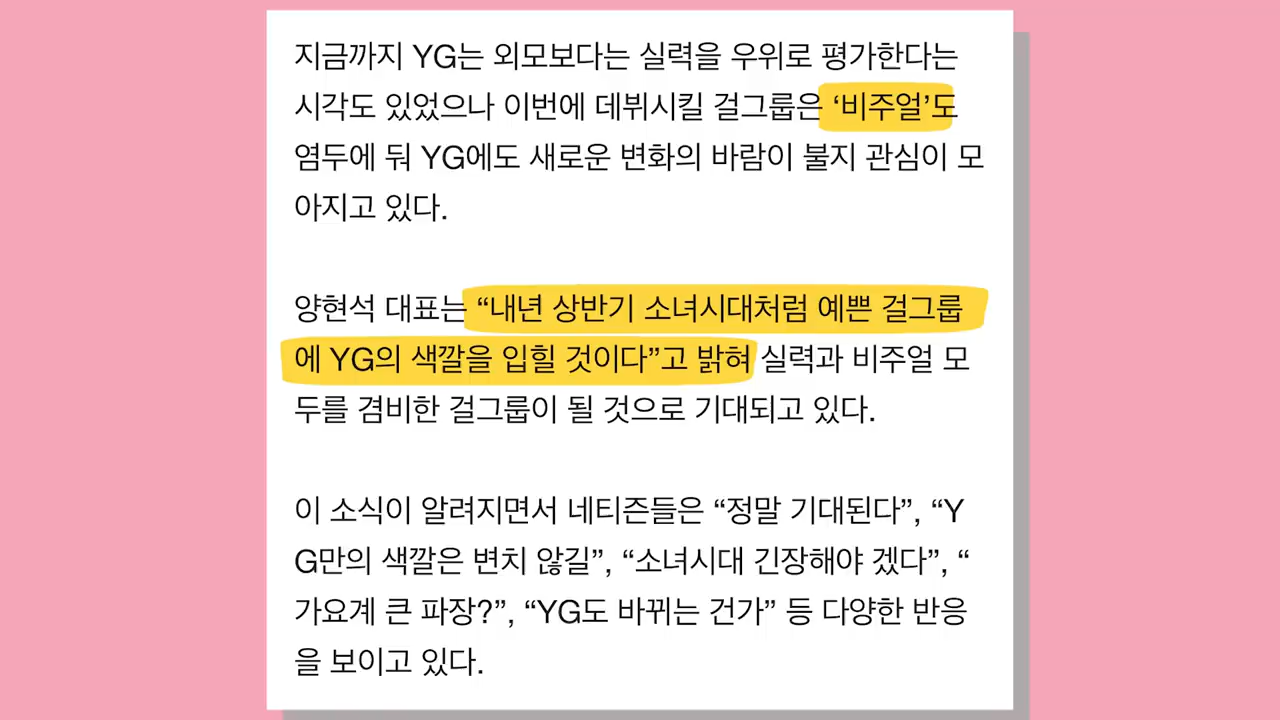 지금까지 YG는 외모보다는 실력을 우위로 평가한다는
시각도 있었으나 이번에 데뷔시킬 걸그룹은 ‘비주얼’도
염두에 둬 YG에도 새로운 변화의 바람이 불지 관심이 모
아지고 있다.
양현석 대표는 “내년 상반기 소녀시대처럼 예쁜 걸그룹
에 YG의 색깔을 입힐 것이다”고 밝혀 실력과 비주얼 모
두를 겸비한 걸그룹이 될 것으로 기대되고 있다.
이 소식이 알려지면서 네티즌들은 “정말 기대된다”, “Y
G만의 색깔은 변치 않길”, “소녀시대 긴장해야 겠다”, “
가요계 큰 파장?”, “YG도 바뀌는 건가” 등 다양한 반응
을 보이고 있다.